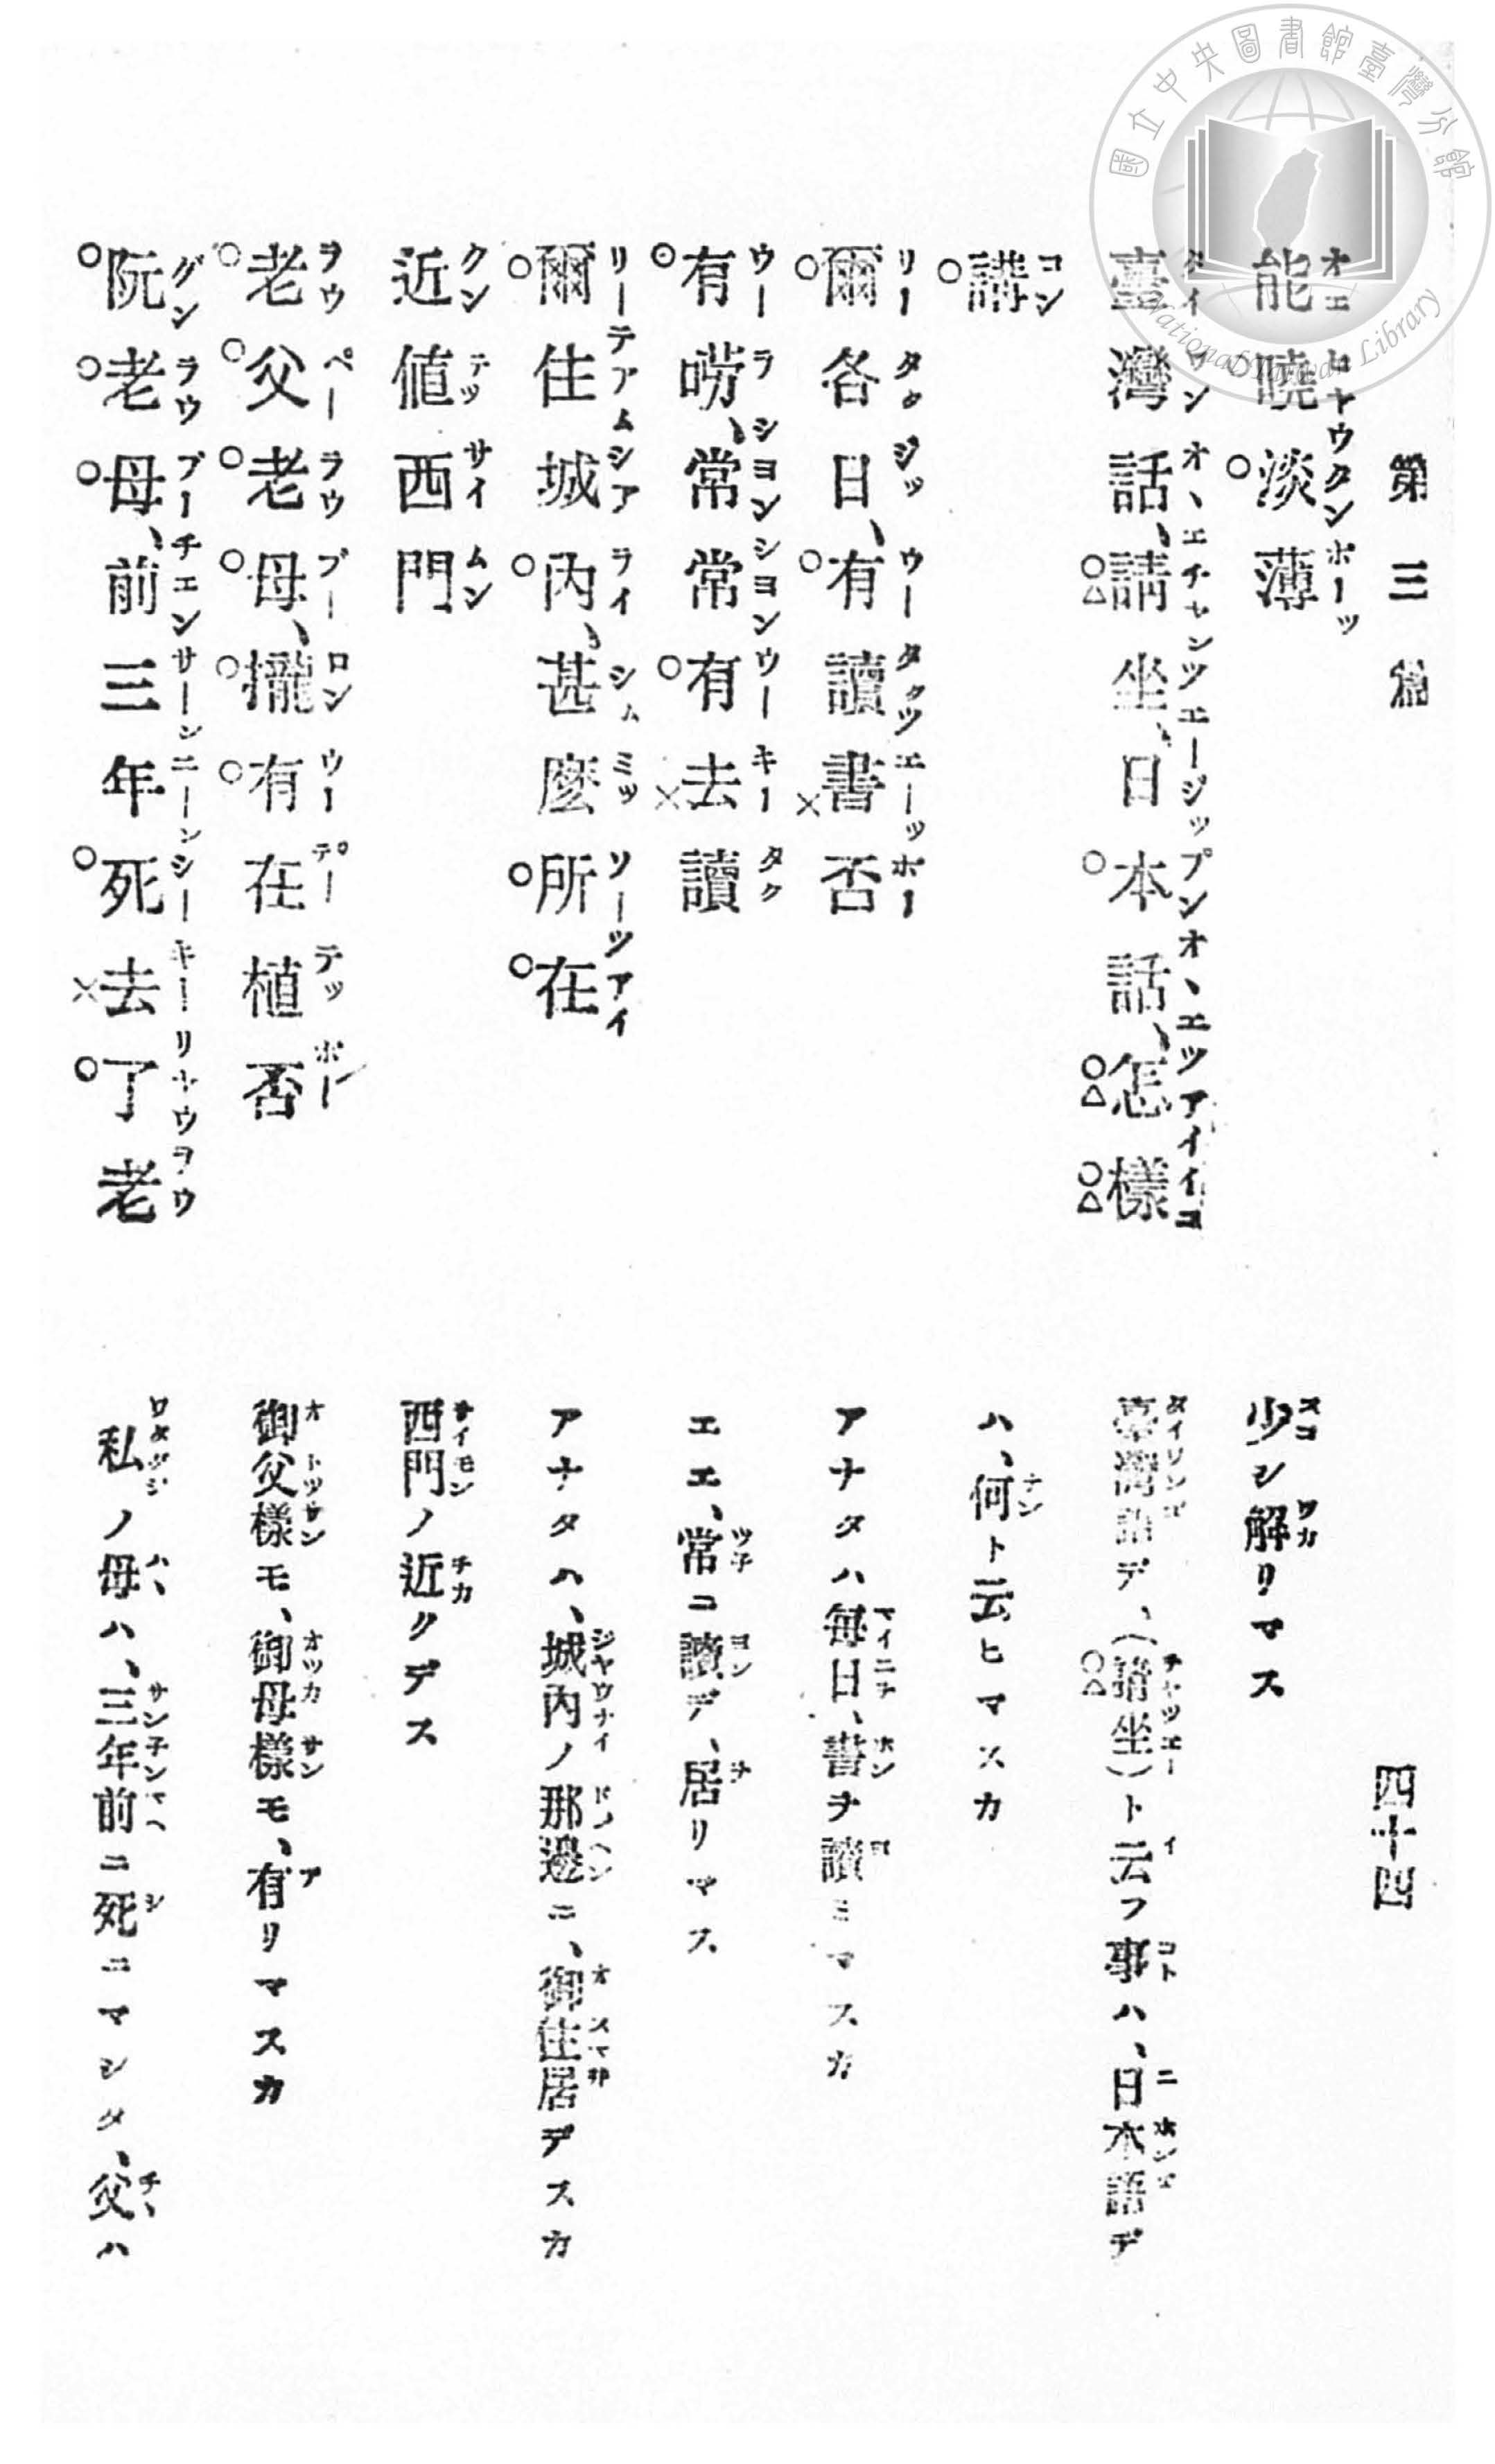 國立中央圖書館臺灣分館
National Taiwan Library
第三篇
四十四
能曉淡薄
少シ解リマス
臺灣話、請坐、日本話、怎樣
臺灣語デ、(請坐)ト云フ事ハ、日本語デ
講
ハ、何ト云ヒマスカ
爾各日、有讀書否
アナタハ毎日、書ヲ讀ミマスカ
有嘮、常常有去讀
エエ、常ニ讀デ、居リマス
爾住城內、甚麼所在
アナタハ、城內ノ那邊ニ、御住居デスカ
近値西門
西門ノ近クデス
老父老母、攏有在植否
御父樣モ、御母樣モ、有リマスカ
阮老母、前三年死去了老
私ノ母ハ、三年前ニ死ニマシタ、父ハ